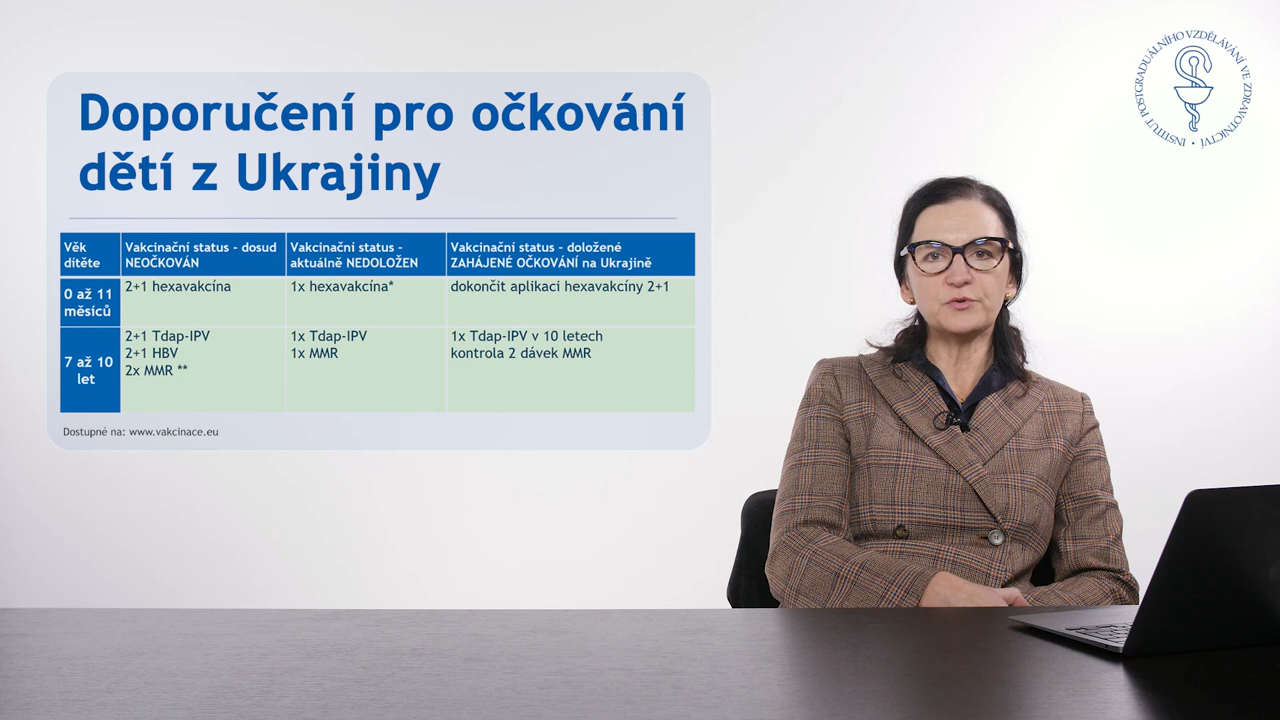 Doporučení pro očkování
dětí z Ukrajiny
Věk
dítěte
Vakcinační status - dosud
NEOČKOVÁN
Vakcinační status -
aktuálně NEDOLOŽEN
Vakcinační status - doložené
ZAHÁJENÉ OČKOVÁNÍ na Ukrajině
0 až 11
měsíců
2+1 hexavakcína
1x hexavakcína*
dokončit aplikaci hexavakcíny 2+1
7 až 10
let
2+1 Tdap-IPV
2+1 HBV
2x MMR **
1x Tdap-IPV
1x MMR
1x Tdap-IPV v 10 letech
kontrola 2 dávek MMR
Dostupné na: www.vakcinace.eu
INSTITUT POSTGRADUÁLNÍHO VZDĚLÁVÁNÍ VE ZDRAVOTNICTVÍ •